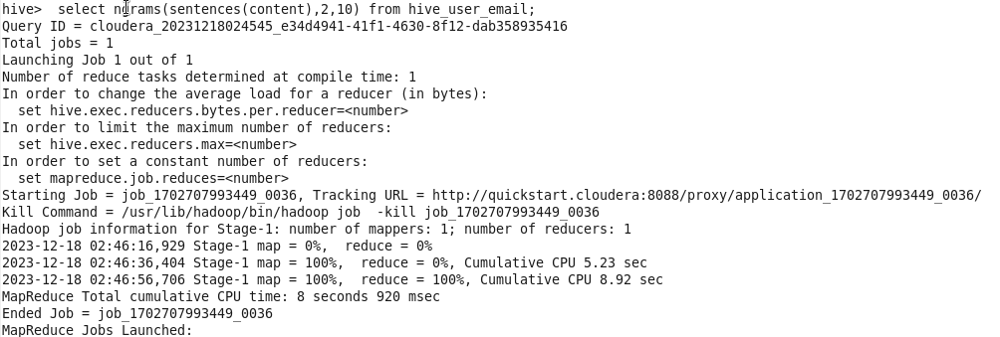 hive>  select ngrams(sentences(content),2,10) from hive_user_email;
Query ID = cloudera_20231218024545_e34d4941-41f1-4630-8f12-dab358935416
Total jobs = 1
Launching Job 1 out of 1
Number of reduce tasks determined at compile time: 1
In order to change the average load for a reducer (in bytes):
  set hive.exec.reducers.bytes.per.reducer=<number>
In order to limit the maximum number of reducers:
  set hive.exec.reducers.max=<number>
In order to set a constant number of reducers:
  set mapreduce.job.reduces=<number>
Starting Job = job_1702707993449_0036, Tracking URL = http://quickstart.cloudera:8088/proxy/application_1702707993449_0036/
Kill Command = /usr/lib/hadoop/bin/hadoop job  -kill job_1702707993449_0036
Hadoop job information for Stage-1: number of mappers: 1; number of reducers: 1
2023-12-18 02:46:16,929 Stage-1 map = 0%,  reduce = 0%
2023-12-18 02:46:36,404 Stage-1 map = 100%,  reduce = 0%, Cumulative CPU 5.23 sec
2023-12-18 02:46:56,706 Stage-1 map = 100%,  reduce = 100%, Cumulative CPU 8.92 sec
MapReduce Total cumulative CPU time: 8 seconds 920 msec
Ended Job = job_1702707993449_0036
MapReduce Jobs Launched: